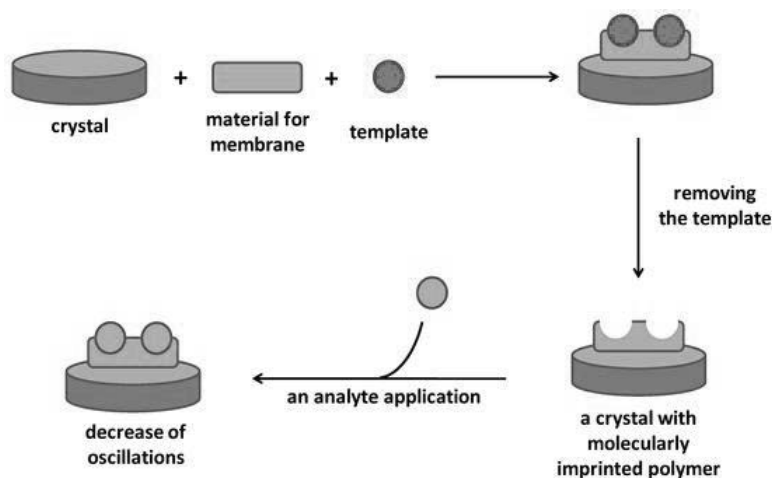 +
+
crystal
material for
membrane
template
removing
the template
an analyte application
decrease of
oscillations
a crystal with
molecularly
imprinted polymer